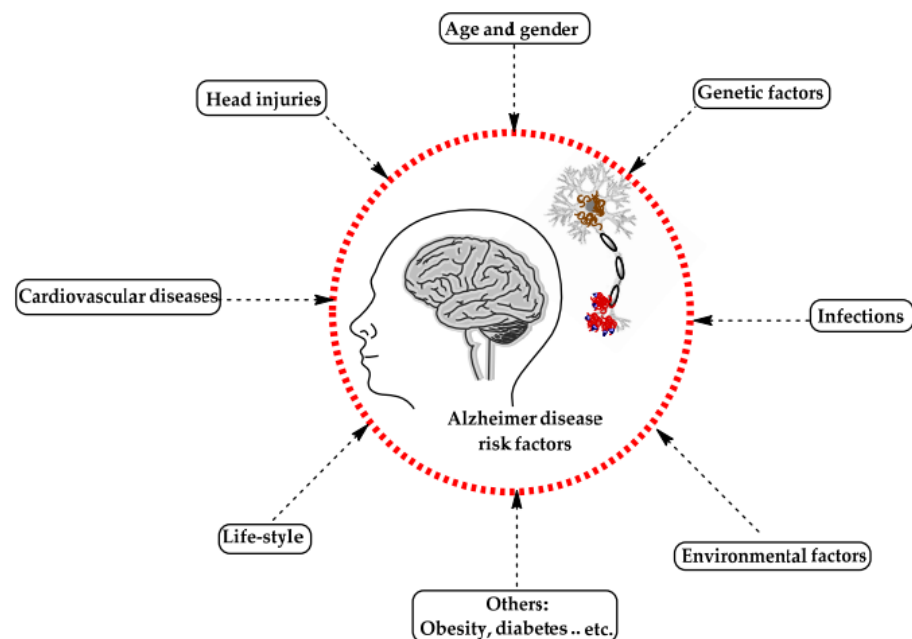 Age and gender
Head injuries
Genetic factors
Cardiovascular diseases
Infections
Alzheimer disease
risk factors
Life-style
Environmental factors
Others:
Obesity, diabetes .. etc.